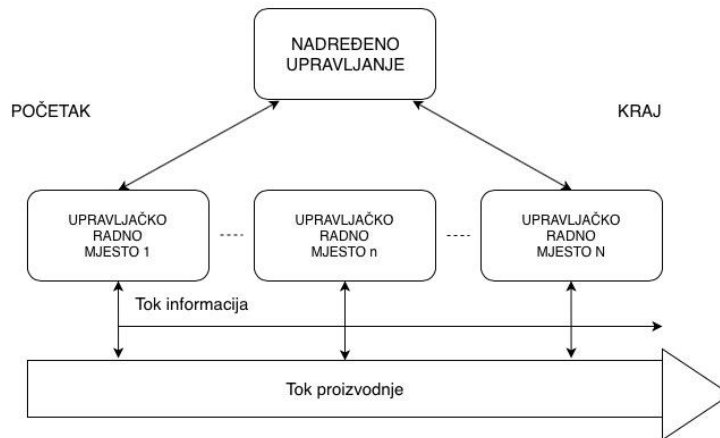 NADREĐENO
UPRAVLJANJE
POČETAK
KRAJ
UPRAVLJAČKO
RADNO
MJESTO 1
UPRAVLJAČKO
RADNO
MJESTO n
UPRAVLJAČKO
RADNO
MJESTO N
Tok informacija
Tok proizvodnje